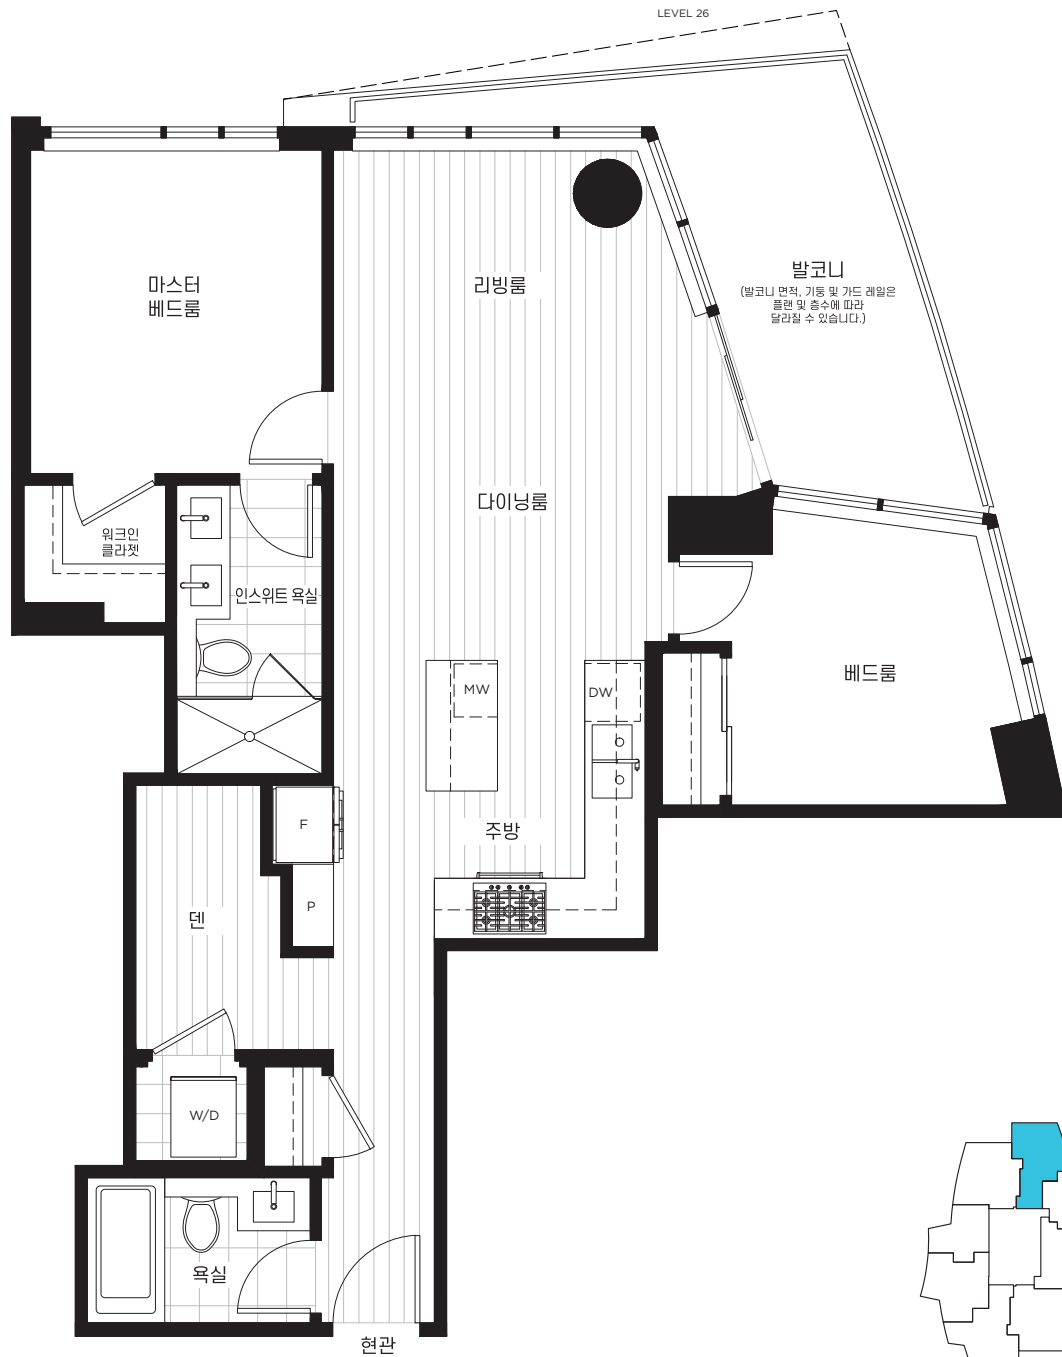 LEVEL 26
마스터
베드룸
리빙룸
발코니
(발코니 면적, 기둥 및 가드 레일은
플랜 및 층수에 따라
달라질 수 있습니다.)
다이닝룸
워크인
클라젯
인스위트 욕실
베드룸
MW
DW
주방
F
P
덴
W/D
욕실
현관